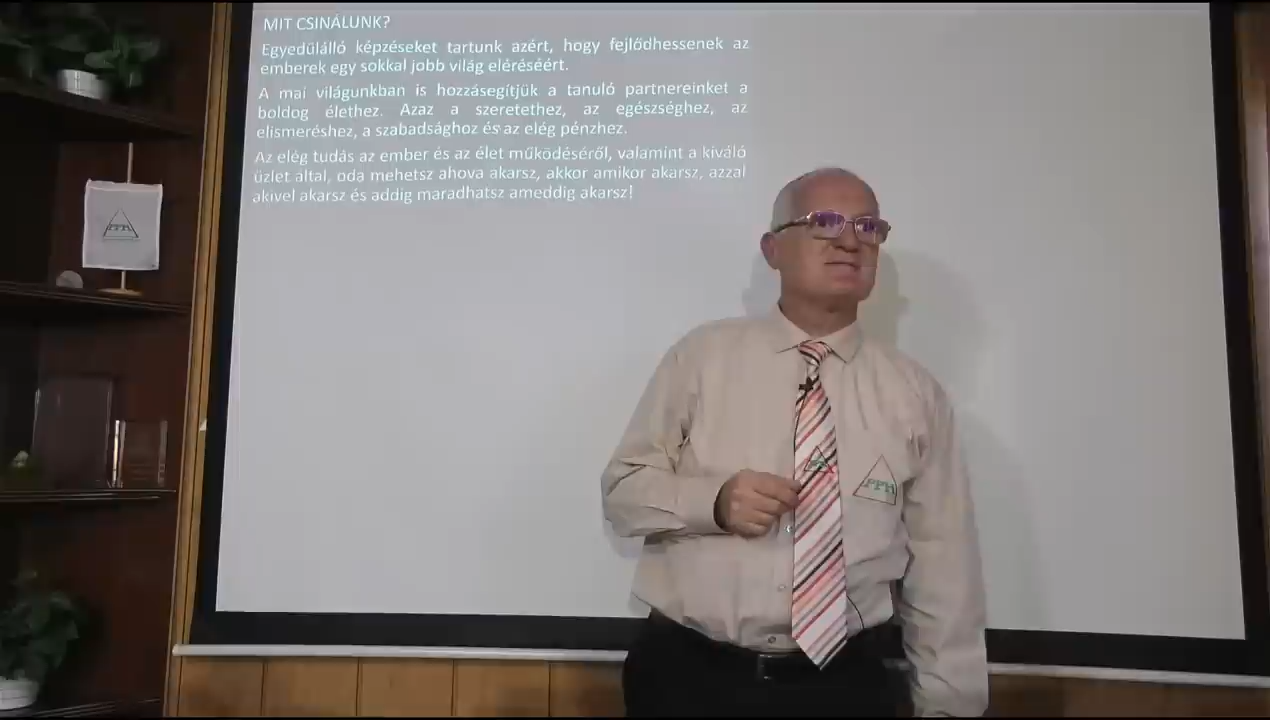 MIT CSINÁLUNK?
Egyedülálló képzéseket tartunk azért, hogy fejlődhessenek az
emberek egy sokkal jobb világ eléréséért.
A mai világunkban is hozzásegítjük a tanuló partnereinket a
boldog élethez. Azaz a szeretethez, az egészséghez, az
elismeréshez, a szabadsághoz és az elég pénzhez.
Az elég tudás az ember és az élet működéséről, valamint a kiváló
üzlet által, oda mehetsz ahova akarsz, akkor amikor akarsz, azzal
akivel akarsz és addig maradhatsz ameddig akarsz!
PPH